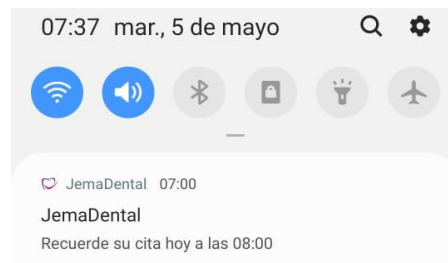 07:37 mar., 5 de mayo
JemaDental 07:00
JemaDental
Recuerde su cita hoy a las 08:00